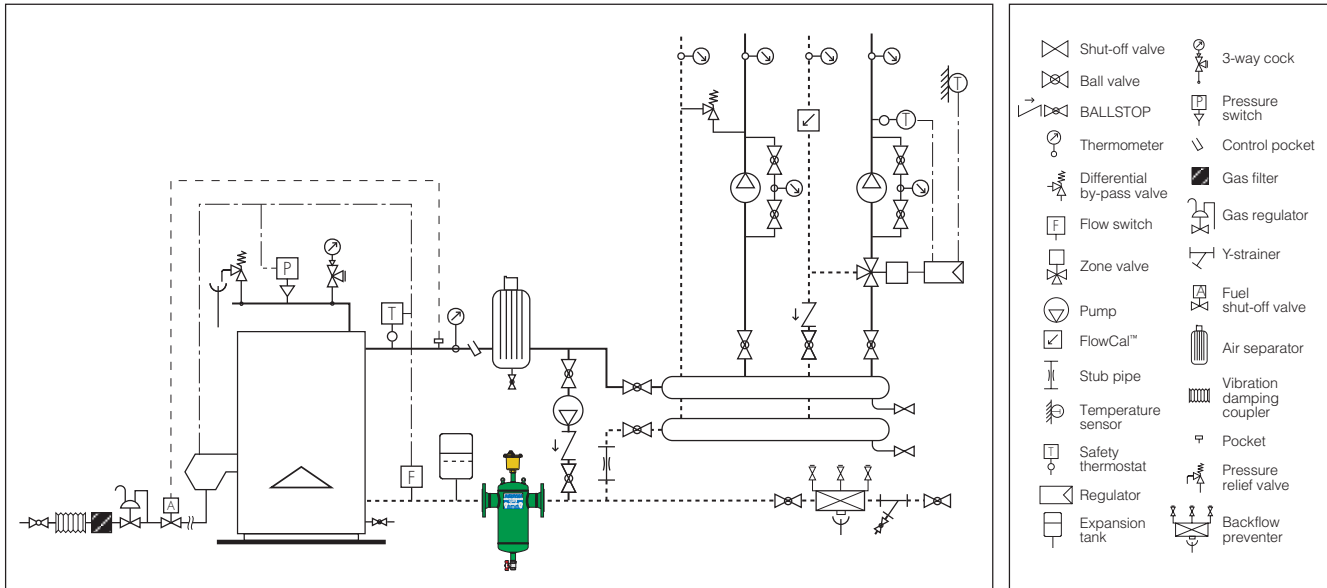 P
T
T
T
F
A
Shut-off valve
Ball valve
BALLSTOP
Thermometer
Differential
by-pass valve
F
Flow switch
Zone valve
Pump
FlowCal™
Stub pipe
Temperature
sensor
T
Safety
thermostat
Regulator
Expansion
tank
3-way cock
P
Pressure
switch
Control pocket
Gas filter
Gas regulator
Y-strainer
A
Fuel
shut-off valve
Air separator
Vibration
damping
coupler
Pocket
Pressure
relief valve
Backflow
preventer